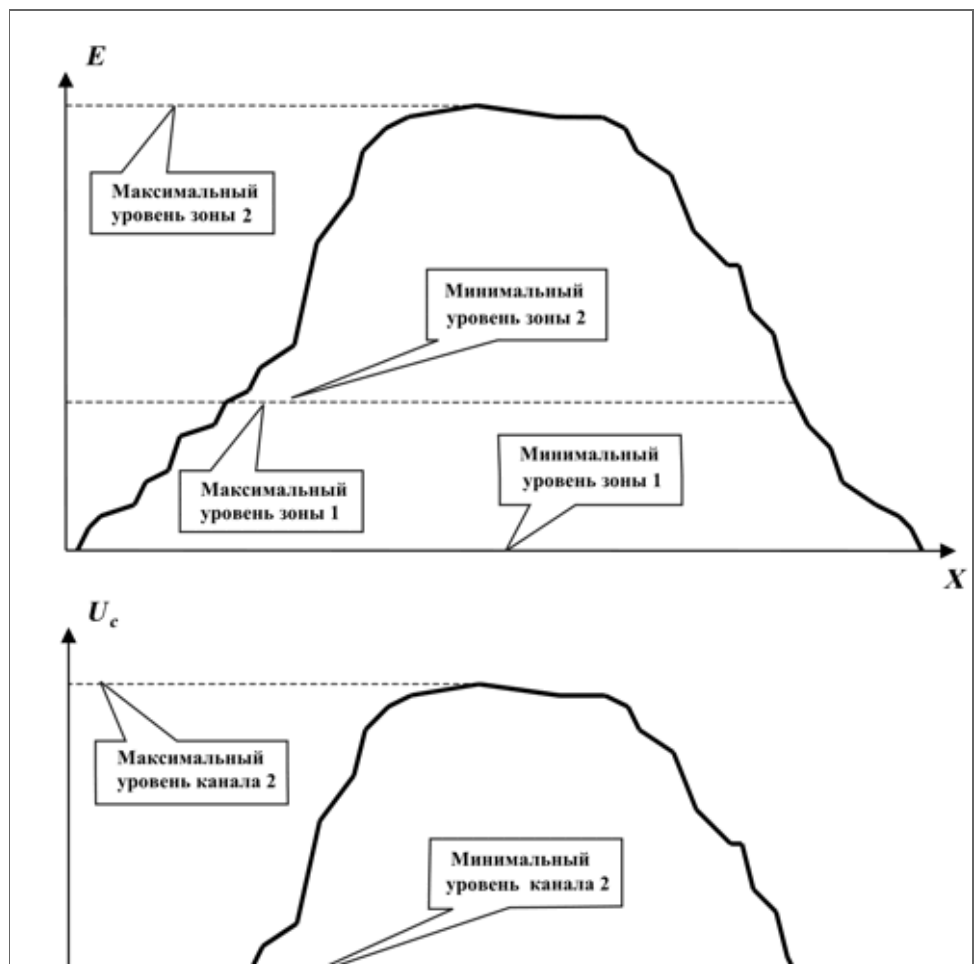 E
Максимальный
уровень зоны 2
Минимальный
уровень зоны 2
Минимальный
уровень зоны 1
Максимальный
уровень зоны 1
X
U c
Максимальный
уровень канала 2
Минимальный
уровень канала 2